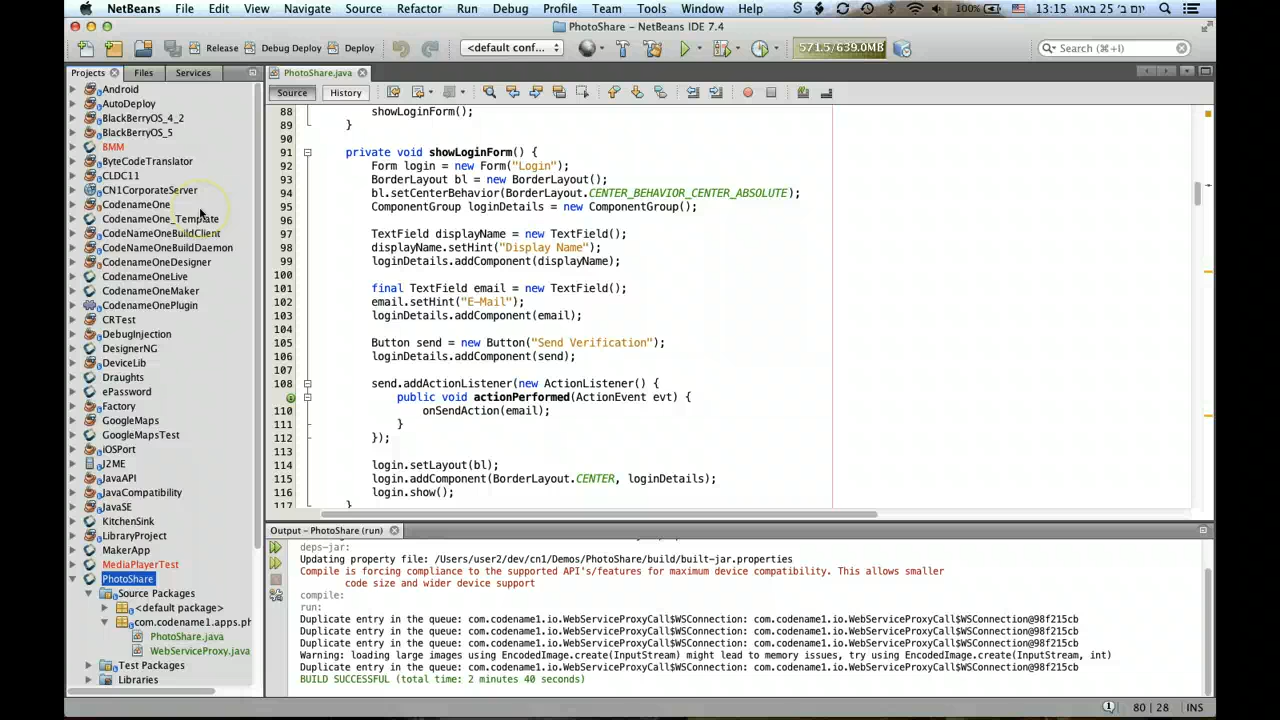 NetBeans File Edit View Navigate Source Refactor Run Debug Profile Team Tools Window Help 100% יום ב׳ 25 באוג 13:15
PhotoShare - NetBeans IDE 7.4
Release Debug Deploy Deploy <default conf... 571.5/639.0MB Search (⌘+I)
Projects Files Services
PhotoShare.java
Source History
Android
AutoDeploy
BlackBerryOS_4_2
BlackBerryOS_5
BMM
ByteCodeTranslator
CLDC11
CN1CorporateServer
CodenameOne
CodenameOne_Template
CodeNameOneBuildClient
CodeNameOneBuildDaemon
CodenameOneDesigner
CodenameOneLive
CodenameOneMaker
CodenameOnePlugin
CRTest
DebugInjection
DesignerNG
DeviceLib
Draughts
ePassword
Factory
GoogleMaps
GoogleMapsTest
iOSPort
J2ME
JavaAPI
JavaCompatibility
JavaSE
KitchenSink
LibraryProject
MakerApp
MediaPlayerTest
PhotoShare
Source Packages
<default package>
com.codename1.apps.ph
PhotoShare.java
WebServiceProxy.java
Test Packages
Libraries
88 showLoginForm();
89 }
90
91 private void showLoginForm() {
92 Form login = new Form("Login");
93 BorderLayout bl = new BorderLayout();
94 bl.setCenterBehavior(BorderLayout.CENTER_BEHAVIOR_CENTER_ABSOLUTE);
95 ComponentGroup loginDetails = new ComponentGroup();
96
97 TextField displayName = new TextField();
98 displayName.setHint("Display Name");
99 loginDetails.addComponent(displayName);
100
101 final TextField email = new TextField();
102 email.setHint("E-Mail");
103 loginDetails.addComponent(email);
104
105 Button send = new Button("Send Verification");
106 loginDetails.addComponent(send);
107
108 send.addActionListener(new ActionListener() {
public void actionPerformed(ActionEvent evt) {
110 onSendAction(email);
111 }
112 });
113
114 login.setLayout(bl);
115 login.addComponent(BorderLayout.CENTER, loginDetails);
116 login.show();
117 }
Output - PhotoShare (run)
deps-jar:
Updating property file: /Users/user2/dev/cn1/Demos/PhotoShare/build/built-jar.properties
Compile is forcing compliance to the supported API's/features for maximum device compatibility. This allows smaller
code size and wider device support
compile:
run:
Duplicate entry in the queue: com.codename1.io.WebServiceProxyCall$WSConnection: com.codename1.io.WebServiceProxyCall$WSConnection@98f215cb
Duplicate entry in the queue: com.codename1.io.WebServiceProxyCall$WSConnection: com.codename1.io.WebServiceProxyCall$WSConnection@98f215cb
Duplicate entry in the queue: com.codename1.io.WebServiceProxyCall$WSConnection: com.codename1.io.WebServiceProxyCall$WSConnection@98f215cb
Warning: loading large images using EncodedImage.create(InputStream) might lead to memory issues, try using EncodedImage.create(InputStream, int)
Duplicate entry in the queue: com.codename1.io.WebServiceProxyCall$WSConnection: com.codename1.io.WebServiceProxyCall$WSConnection@98f215cb
BUILD SUCCESSFUL (total time: 2 minutes 40 seconds)
80 | 28 INS